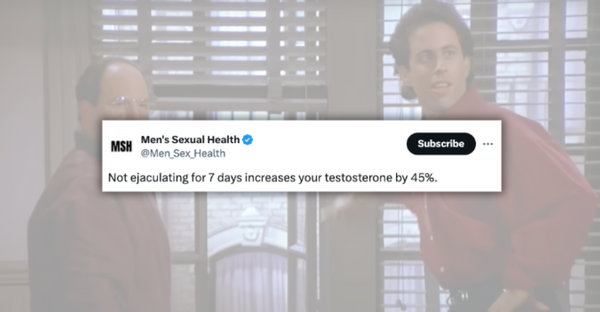 MSH
Men's Sexual Health
@Men_Sex_Health
Subscribe
Not ejaculating for 7 days increases your testosterone by 45%.